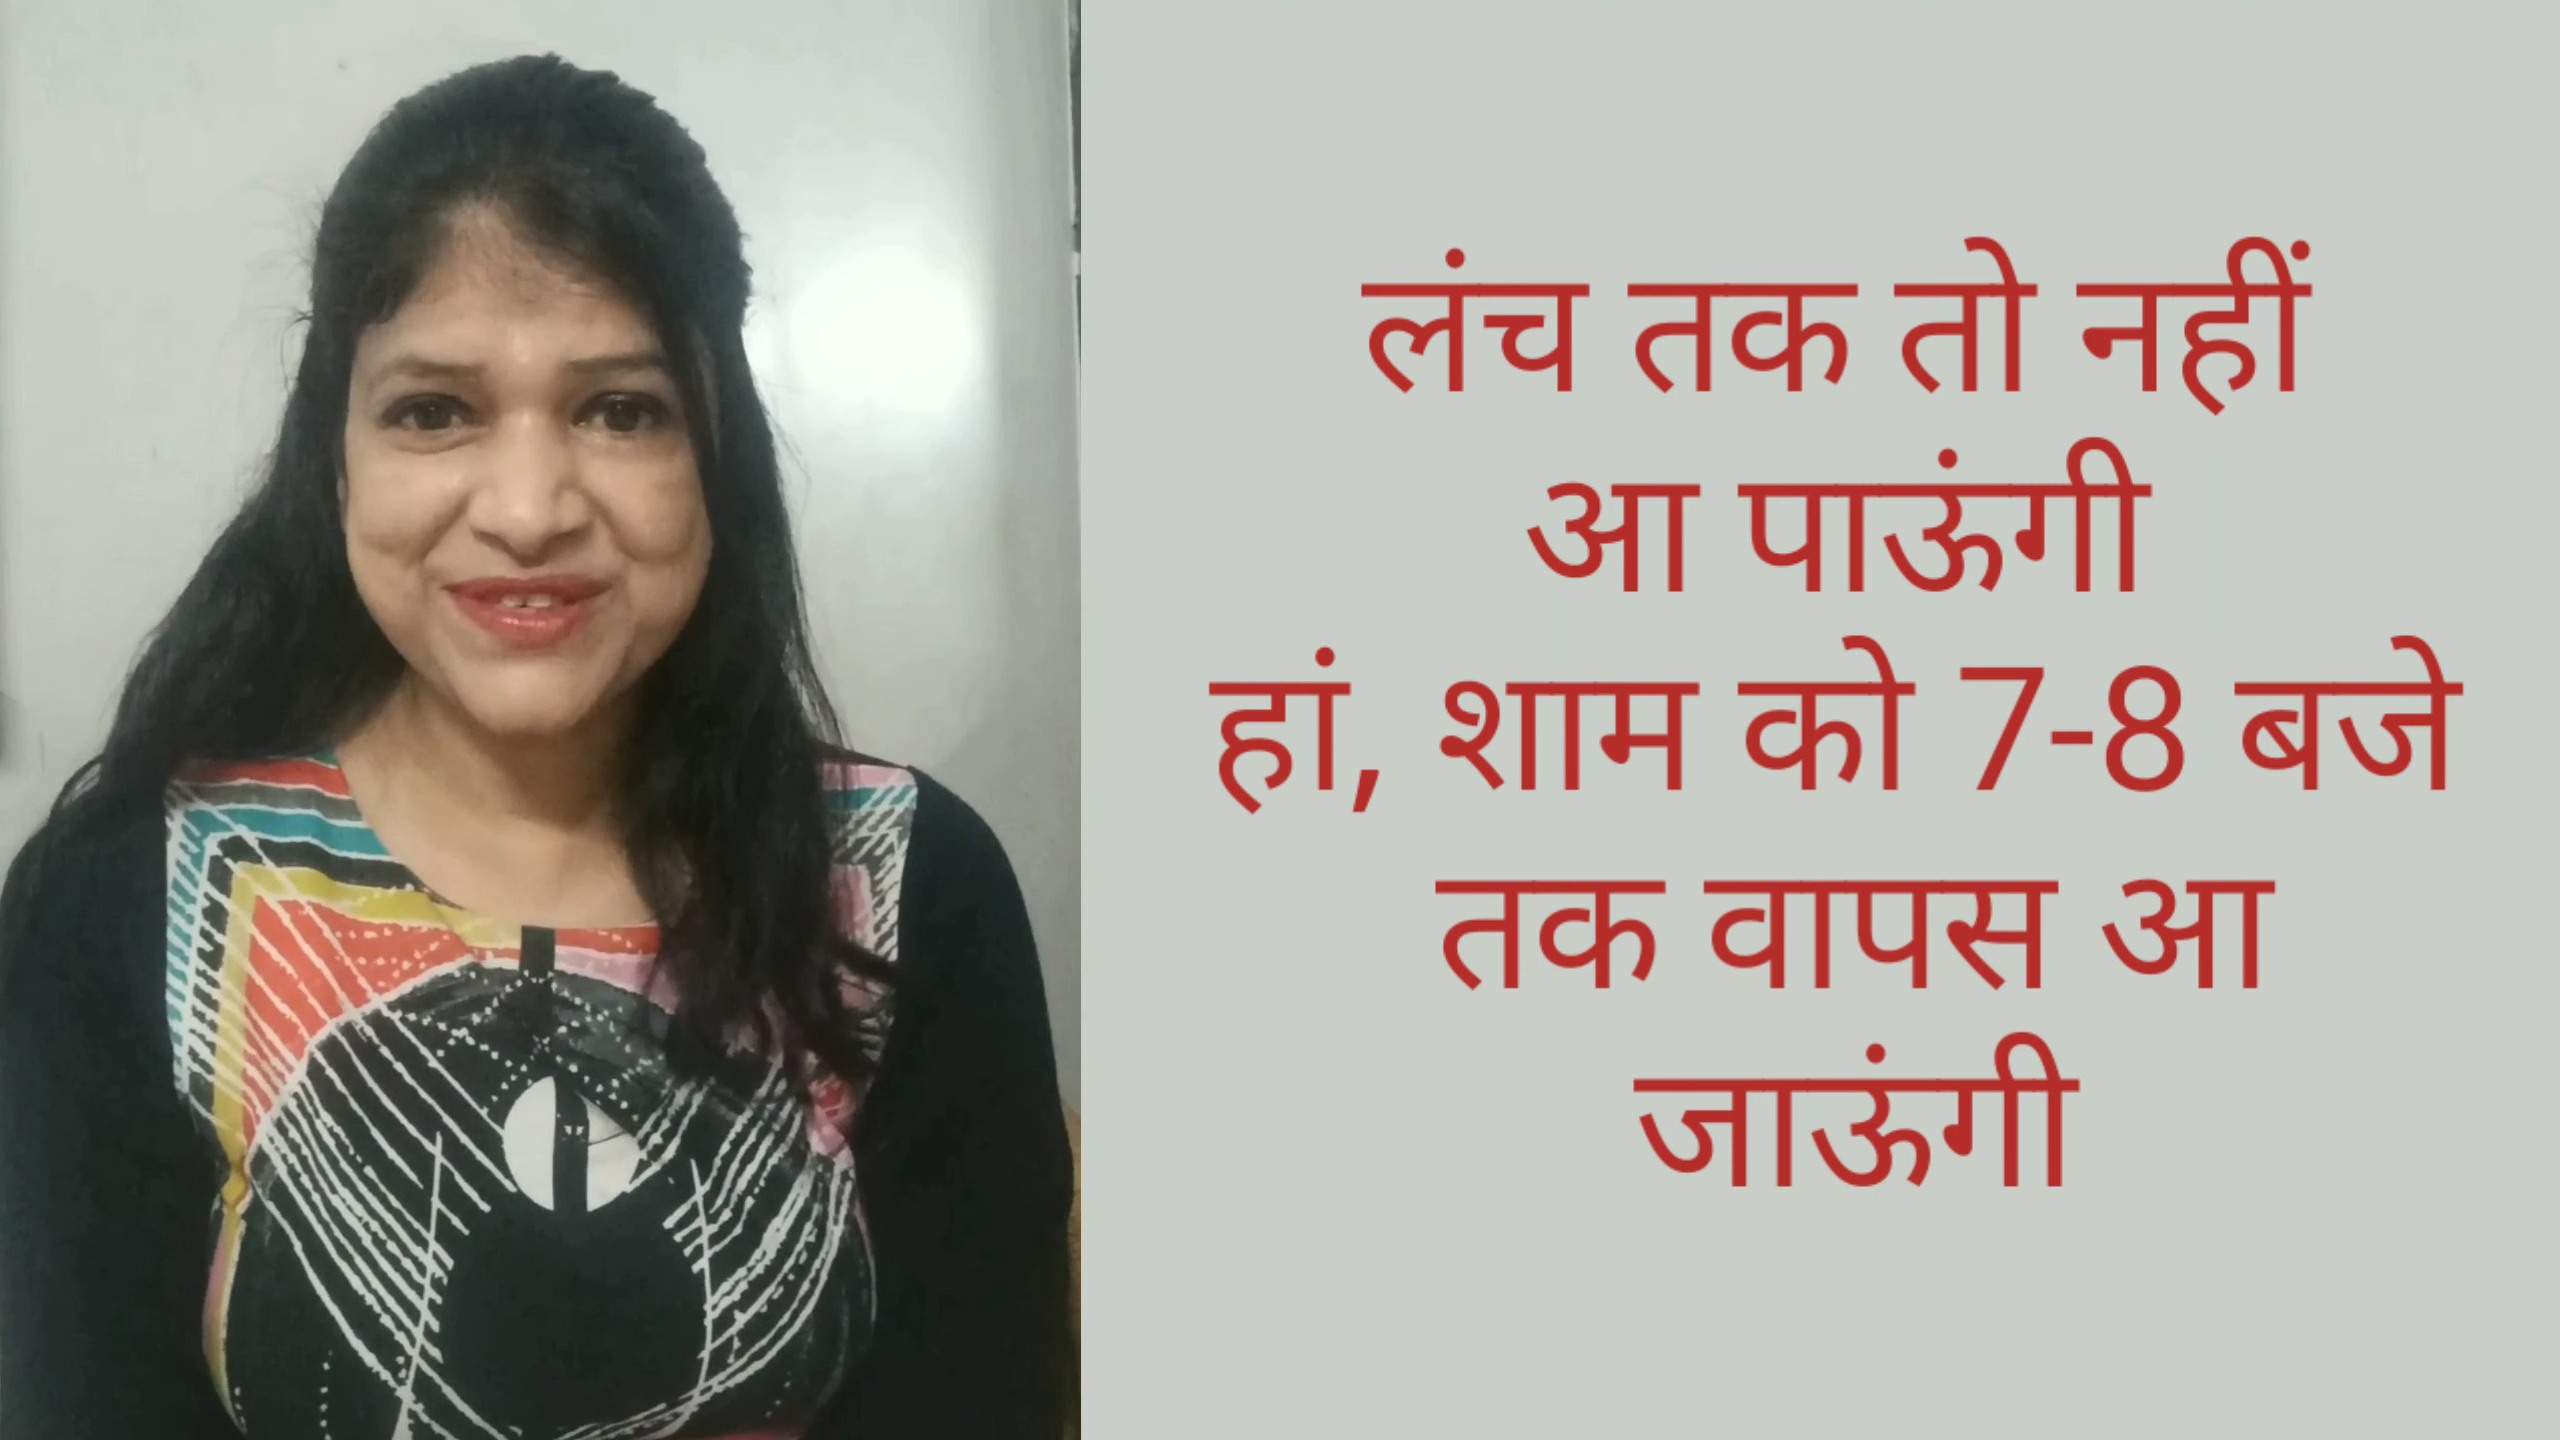 लंच तक तो नहीं
आ पाऊंगी
हां, शाम को 7-8 बजे
तक वापस आ
जाऊंगी